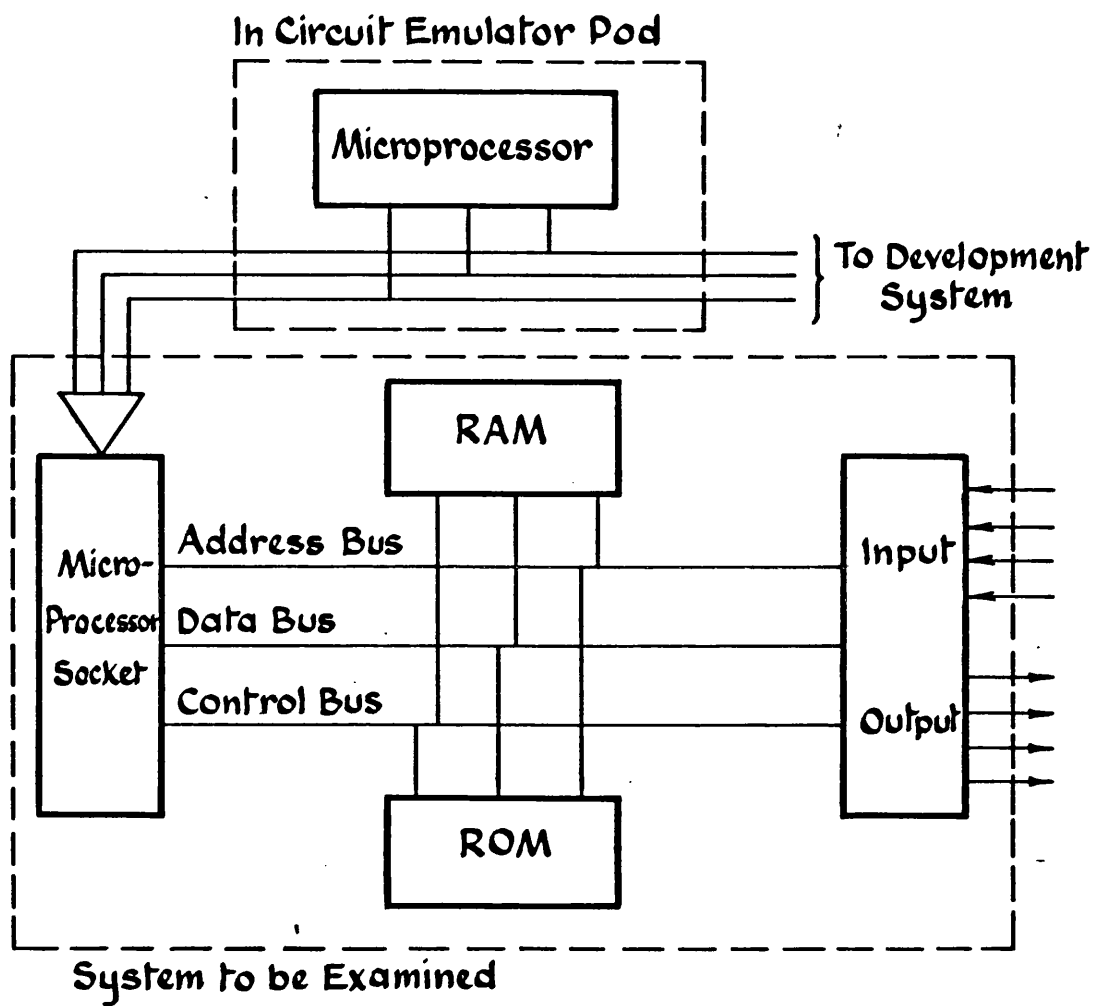 In Circuit Emulator Pod
Microprocessor
To Development
System
RAM
Address Bus
Micro-
Processor
Socket
Data Bus
Control Bus
Input
Output
ROM
System to be Examined